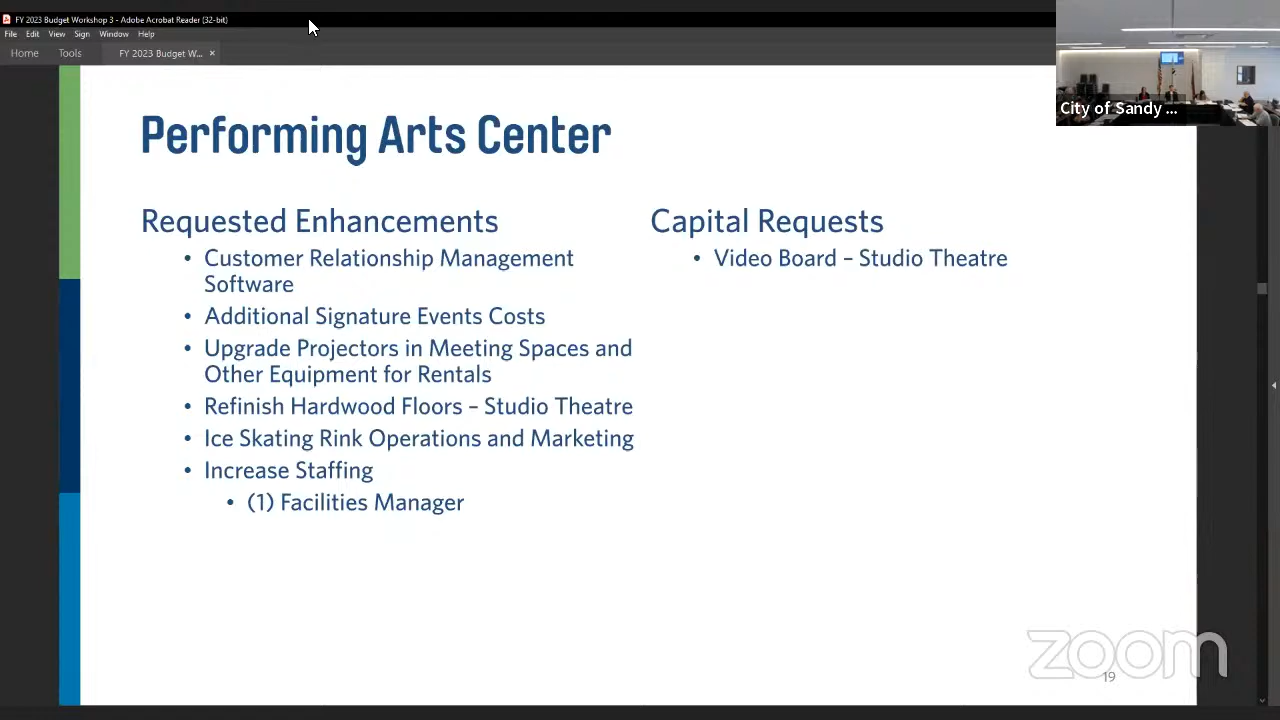 FY 2023 Budget Workshop 3 - Adobe Acrobat Reader (32-bit)
File Edit View Sign Window Help
Home Tools FY 2023 Budget W... ×
City of Sandy ...
Performing Arts Center
Requested Enhancements
• Customer Relationship Management
Software
• Additional Signature Events Costs
• Upgrade Projectors in Meeting Spaces and
Other Equipment for Rentals
• Refinish Hardwood Floors – Studio Theatre
• Ice Skating Rink Operations and Marketing
• Increase Staffing
• (1) Facilities Manager
Capital Requests
• Video Board – Studio Theatre
zoom
19